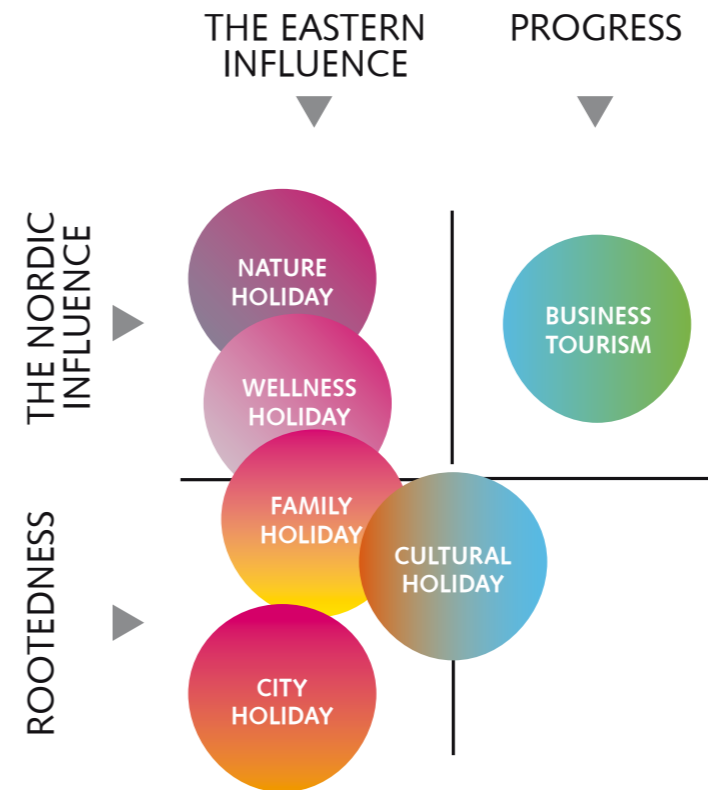 THE EASTERN
INFLUENCE
PROGRESS
THE NORDIC
INFLUENCE
ROOTEDNESS
NATURE
HOLIDAY
WELLNESS
HOLIDAY
FAMILY
HOLIDAY
CITY
HOLIDAY
CULTURAL
HOLIDAY
BUSINESS
TOURISM